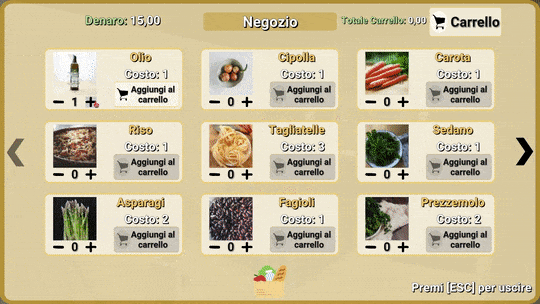 Denaro: 15,00
Negozio
Totale Carrello: 0,00
Carrello
Olio
Costo: 1
- 1 +
Aggiungi al
carrello
Cipolla
Costo: 1
- 0 +
Aggiungi al
carrello
Carota
Costo: 1
- 0 +
Aggiungi al
carrello
Riso
Costo: 1
- 0 +
Aggiungi al
carrello
Tagliatelle
Costo: 3
- 0 +
Aggiungi al
carrello
Sedano
Costo: 1
- 0 +
Aggiungi al
carrello
Asparagi
Costo: 2
- 0 +
Aggiungi al
carrello
Fagioli
Costo: 1
- 0 +
Aggiungi al
carrello
Prezzemolo
Costo: 2
- 0 +
Aggiungi al
carrello
Premi [ESC] per uscire